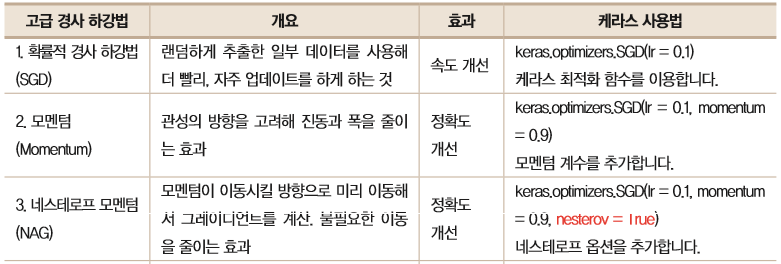 고급 경사 하강법 개요 효과 케라스 사용법
1. 확률적 경사 하강법
(SGD)
랜덤하게 추출한 일부 데이터를 사용해
더 빨리, 자주 업데이트를 하게 하는 것
속도 개선
keras.optimizers.SGD(lr = 0.1)
케라스 최적화 함수를 이용합니다.
2. 모멘텀
(Momentum)
관성의 방향을 고려해 진동과 폭을 줄이
는 효과
정확도
개선
keras.optimizers.SGD(lr = 0.1, momentum
= 0.9)
모멘텀 계수를 추가합니다.
3. 네스테로프 모멘텀
(NAG)
모멘텀이 이동시킬 방향으로 미리 이동해
서 그레이디언트를 계산. 불필요한 이동
을 줄이는 효과
정확도
개선
keras.optimizers.SGD(lr = 0.1, momentum
= 0.9, nesterov = True)
네스테로프 옵션을 추가합니다.